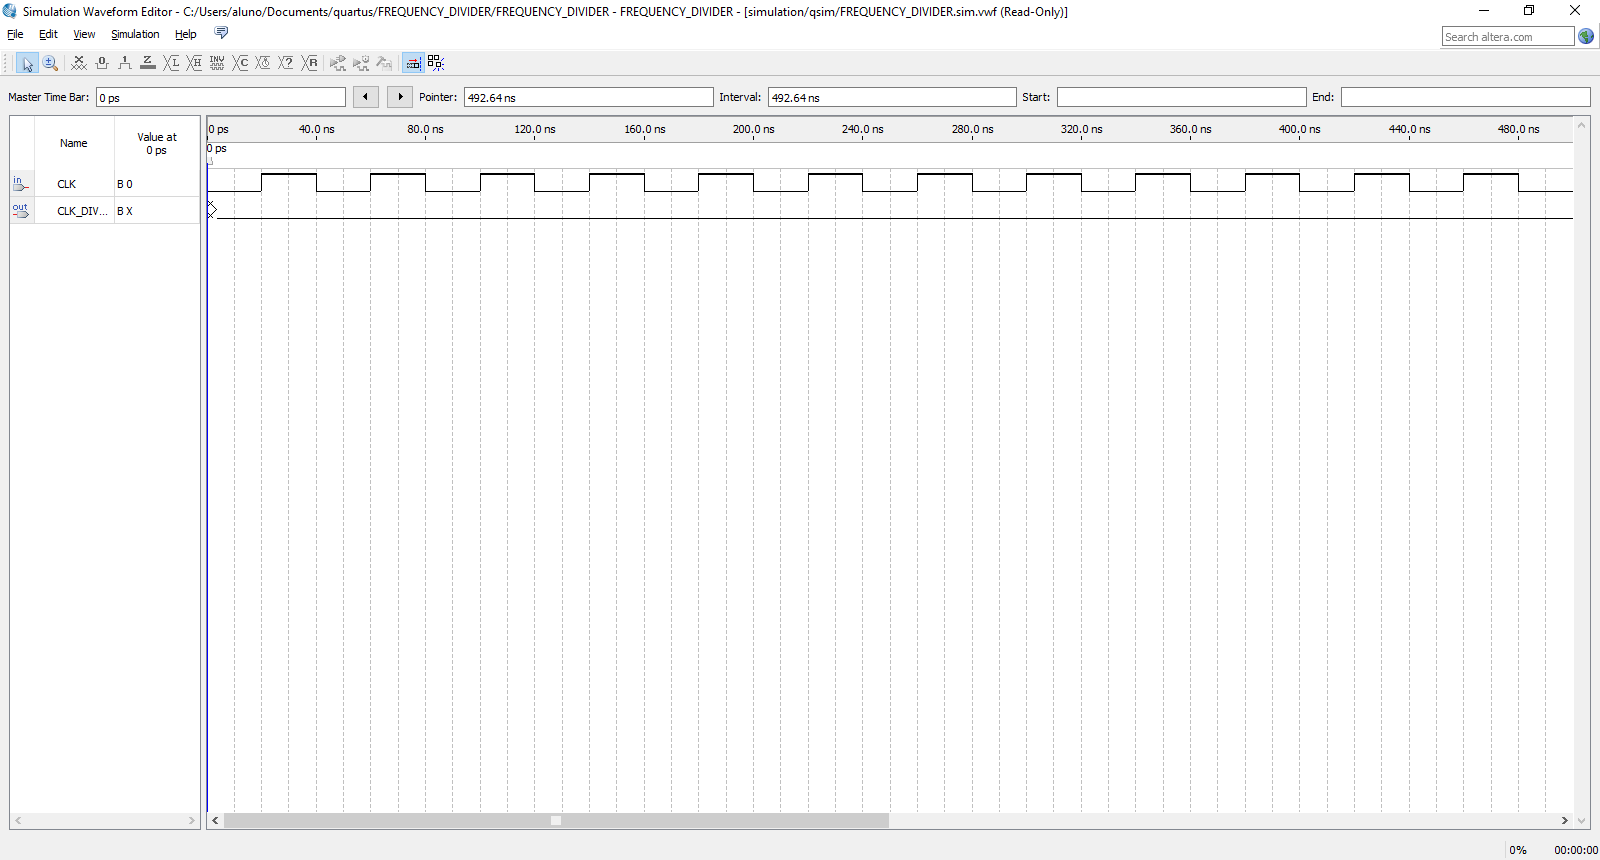 Simulation Waveform Editor - C:/Users/aluno/Documents/quartus/FREQUENCY_DIVIDER/FREQUENCY_DIVIDER - FREQUENCY_DIVIDER - [simulation/qsim/FREQUENCY_DIVIDER.sim.vwf (Read-Only)]
File Edit View Simulation Help
Search altera.com
Master Time Bar: 0 ps Pointer: 492.64 ns Interval: 492.64 ns Start: End:
Name Value at 0 ps
0 ps 40.0 ns 80.0 ns 120.0 ns 160.0 ns 200.0 ns 240.0 ns 280.0 ns 320.0 ns 360.0 ns 400.0 ns 440.0 ns 480.0 ns
0 ps
in CLK B 0
out CLK_DIV... B X
0% 00:00:00